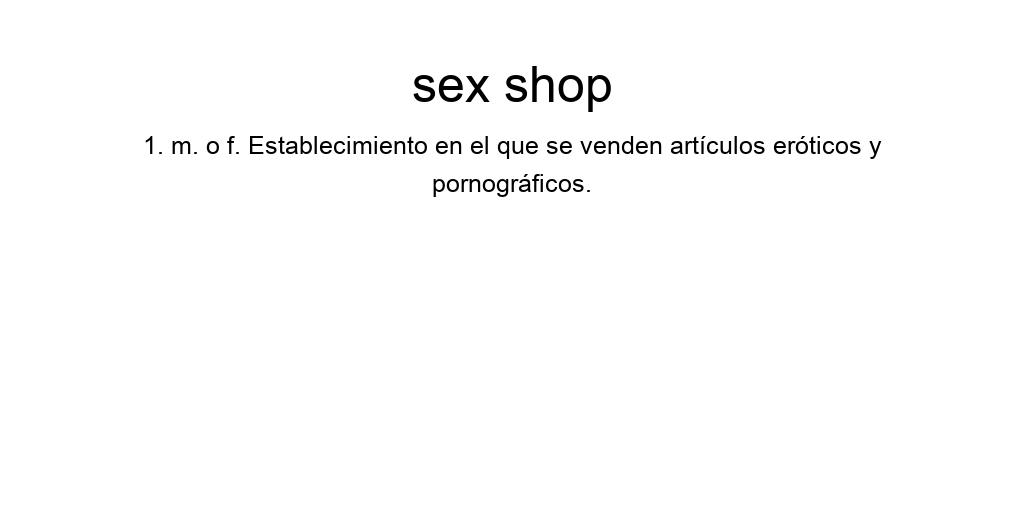 sex shop
1. m. o f. Establecimiento en el que se venden artículos eróticos y
pornográficos.